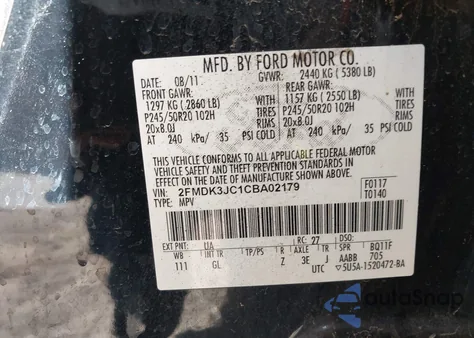 MFD. BY FORD MOTOR CO.
DATE: 08/11 GVWR: 2440 KG ( 5380 LB)
FRONT GAWR: REAR GAWR:
1297 KG ( 2860 LB) 1157 KG ( 2550 LB)
P245/50R20 102H P245/50R20 102H
20x8.0J RIMS 20x8.0J RIMS
AT 240 kPa/ 35 PSI COLD AT 240 kPa/ 35 PSI COLD
THIS VEHICLE CONFORMS TO ALL APPLICABLE FEDERAL MOTOR
VEHICLE SAFETY AND THEFT PREVENTION STANDARDS IN
EFFECT ON THE DATE OF MANUFACTURE SHOWN ABOVE.
VIN: 2FMDK3JC1CBA02179 F0117
TYPE: MPV T0140
EXT PNT: UA RC: 27 DSO:
WB INT TR TP/PS R AXLE TR SPR BQ11F
111 GL Z 3E J AABB 705
UTC 5U5A-1520472-BA
AutoSnap